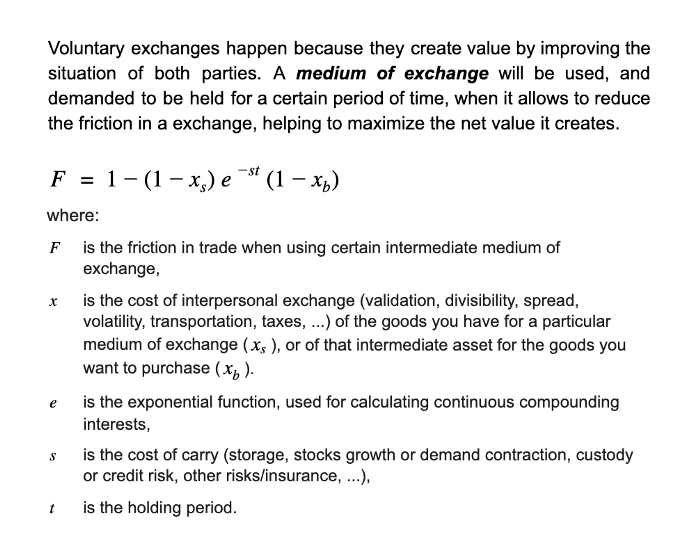 Voluntary exchanges happen because they create value by improving the
situation of both parties. A medium of exchange will be used, and
demanded to be held for a certain period of time, when it allows to reduce
the friction in a exchange, helping to maximize the net value it creates.
F = 1 − (1 − xₛ) e ⁻ˢᵗ (1 − x_b)
where:
F is the friction in trade when using certain intermediate medium of
exchange,
x is the cost of interpersonal exchange (validation, divisibility, spread,
volatility, transportation, taxes, ...) of the goods you have for a particular
medium of exchange (xₛ ), or of that intermediate asset for the goods you
want to purchase (x_b ).
e is the exponential function, used for calculating continuous compounding
interests,
s is the cost of carry (storage, stocks growth or demand contraction, custody
or credit risk, other risks/insurance, ...),
t is the holding period.